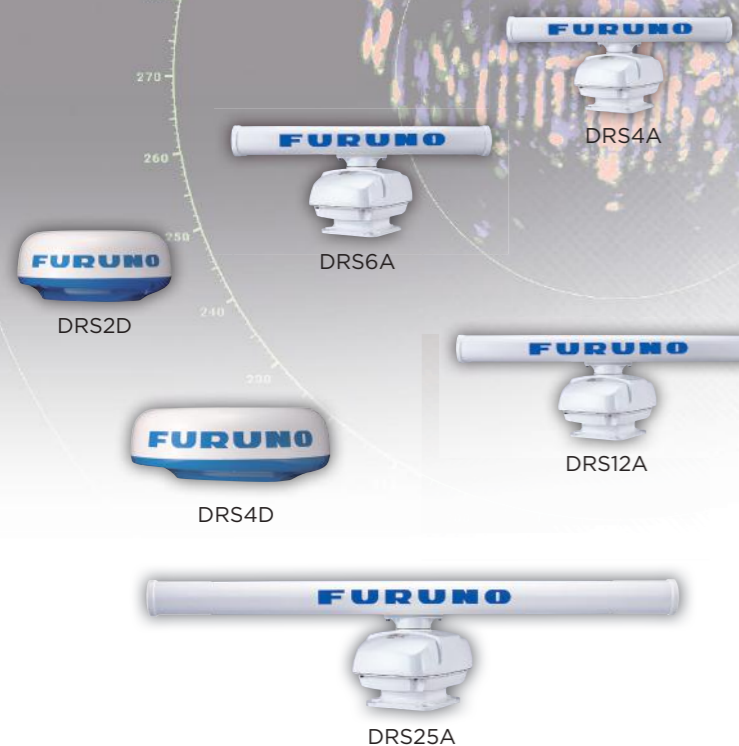 FURUNO
DRS4A
270
FURUNO
DRS6A
260
250
FURUNO
DRS2D
240
FURUNO
DRS12A
230
FURUNO
DRS4D
FURUNO
DRS25A